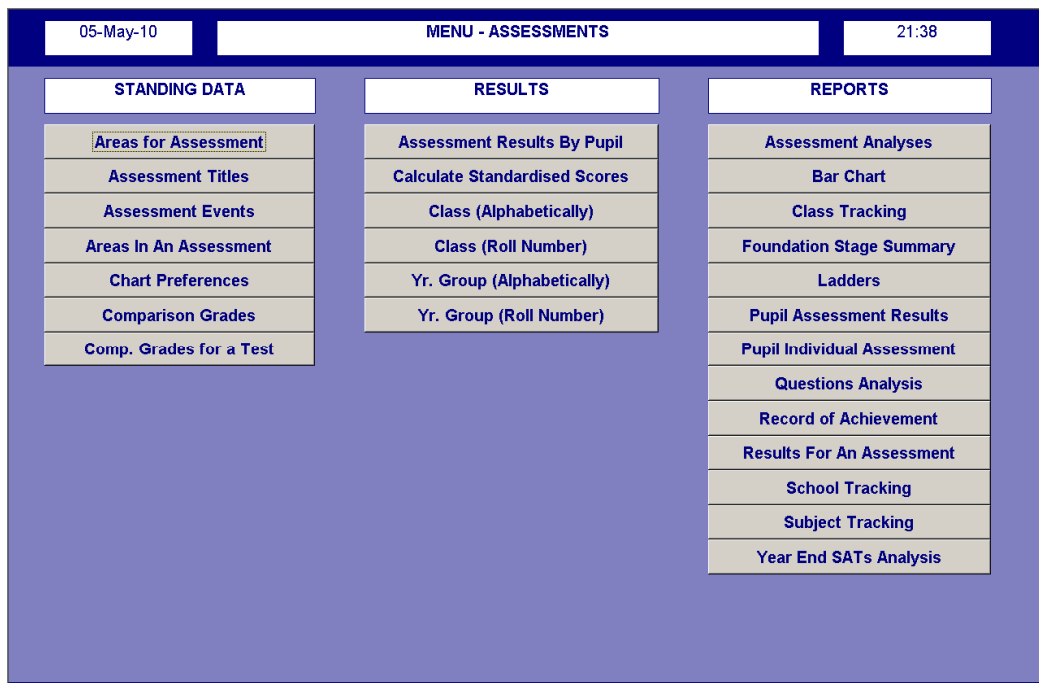 05-May-10
MENU - ASSESSMENTS
21:38
STANDING DATA
Areas for Assessment
Assessment Titles
Assessment Events
Areas In An Assessment
Chart Preferences
Comparison Grades
Comp. Grades for a Test
RESULTS
Assessment Results By Pupil
Calculate Standardised Scores
Class (Alphabetically)
Class (Roll Number)
Yr. Group (Alphabetically)
Yr. Group (Roll Number)
REPORTS
Assessment Analyses
Bar Chart
Class Tracking
Foundation Stage Summary
Ladders
Pupil Assessment Results
Pupil Individual Assessment
Questions Analysis
Record of Achievement
Results For An Assessment
School Tracking
Subject Tracking
Year End SATs Analysis